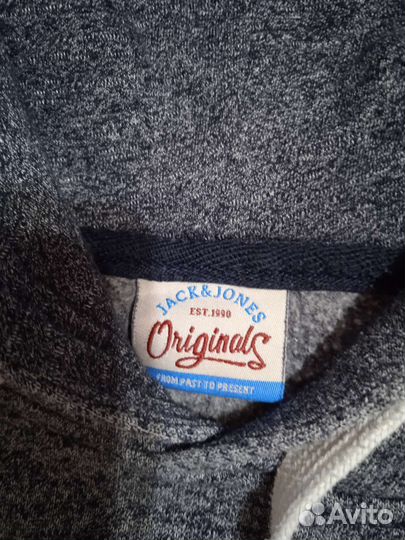 JACK&JONES
EST.1990
Originals
FROM PAST TO PRESENT
Avito